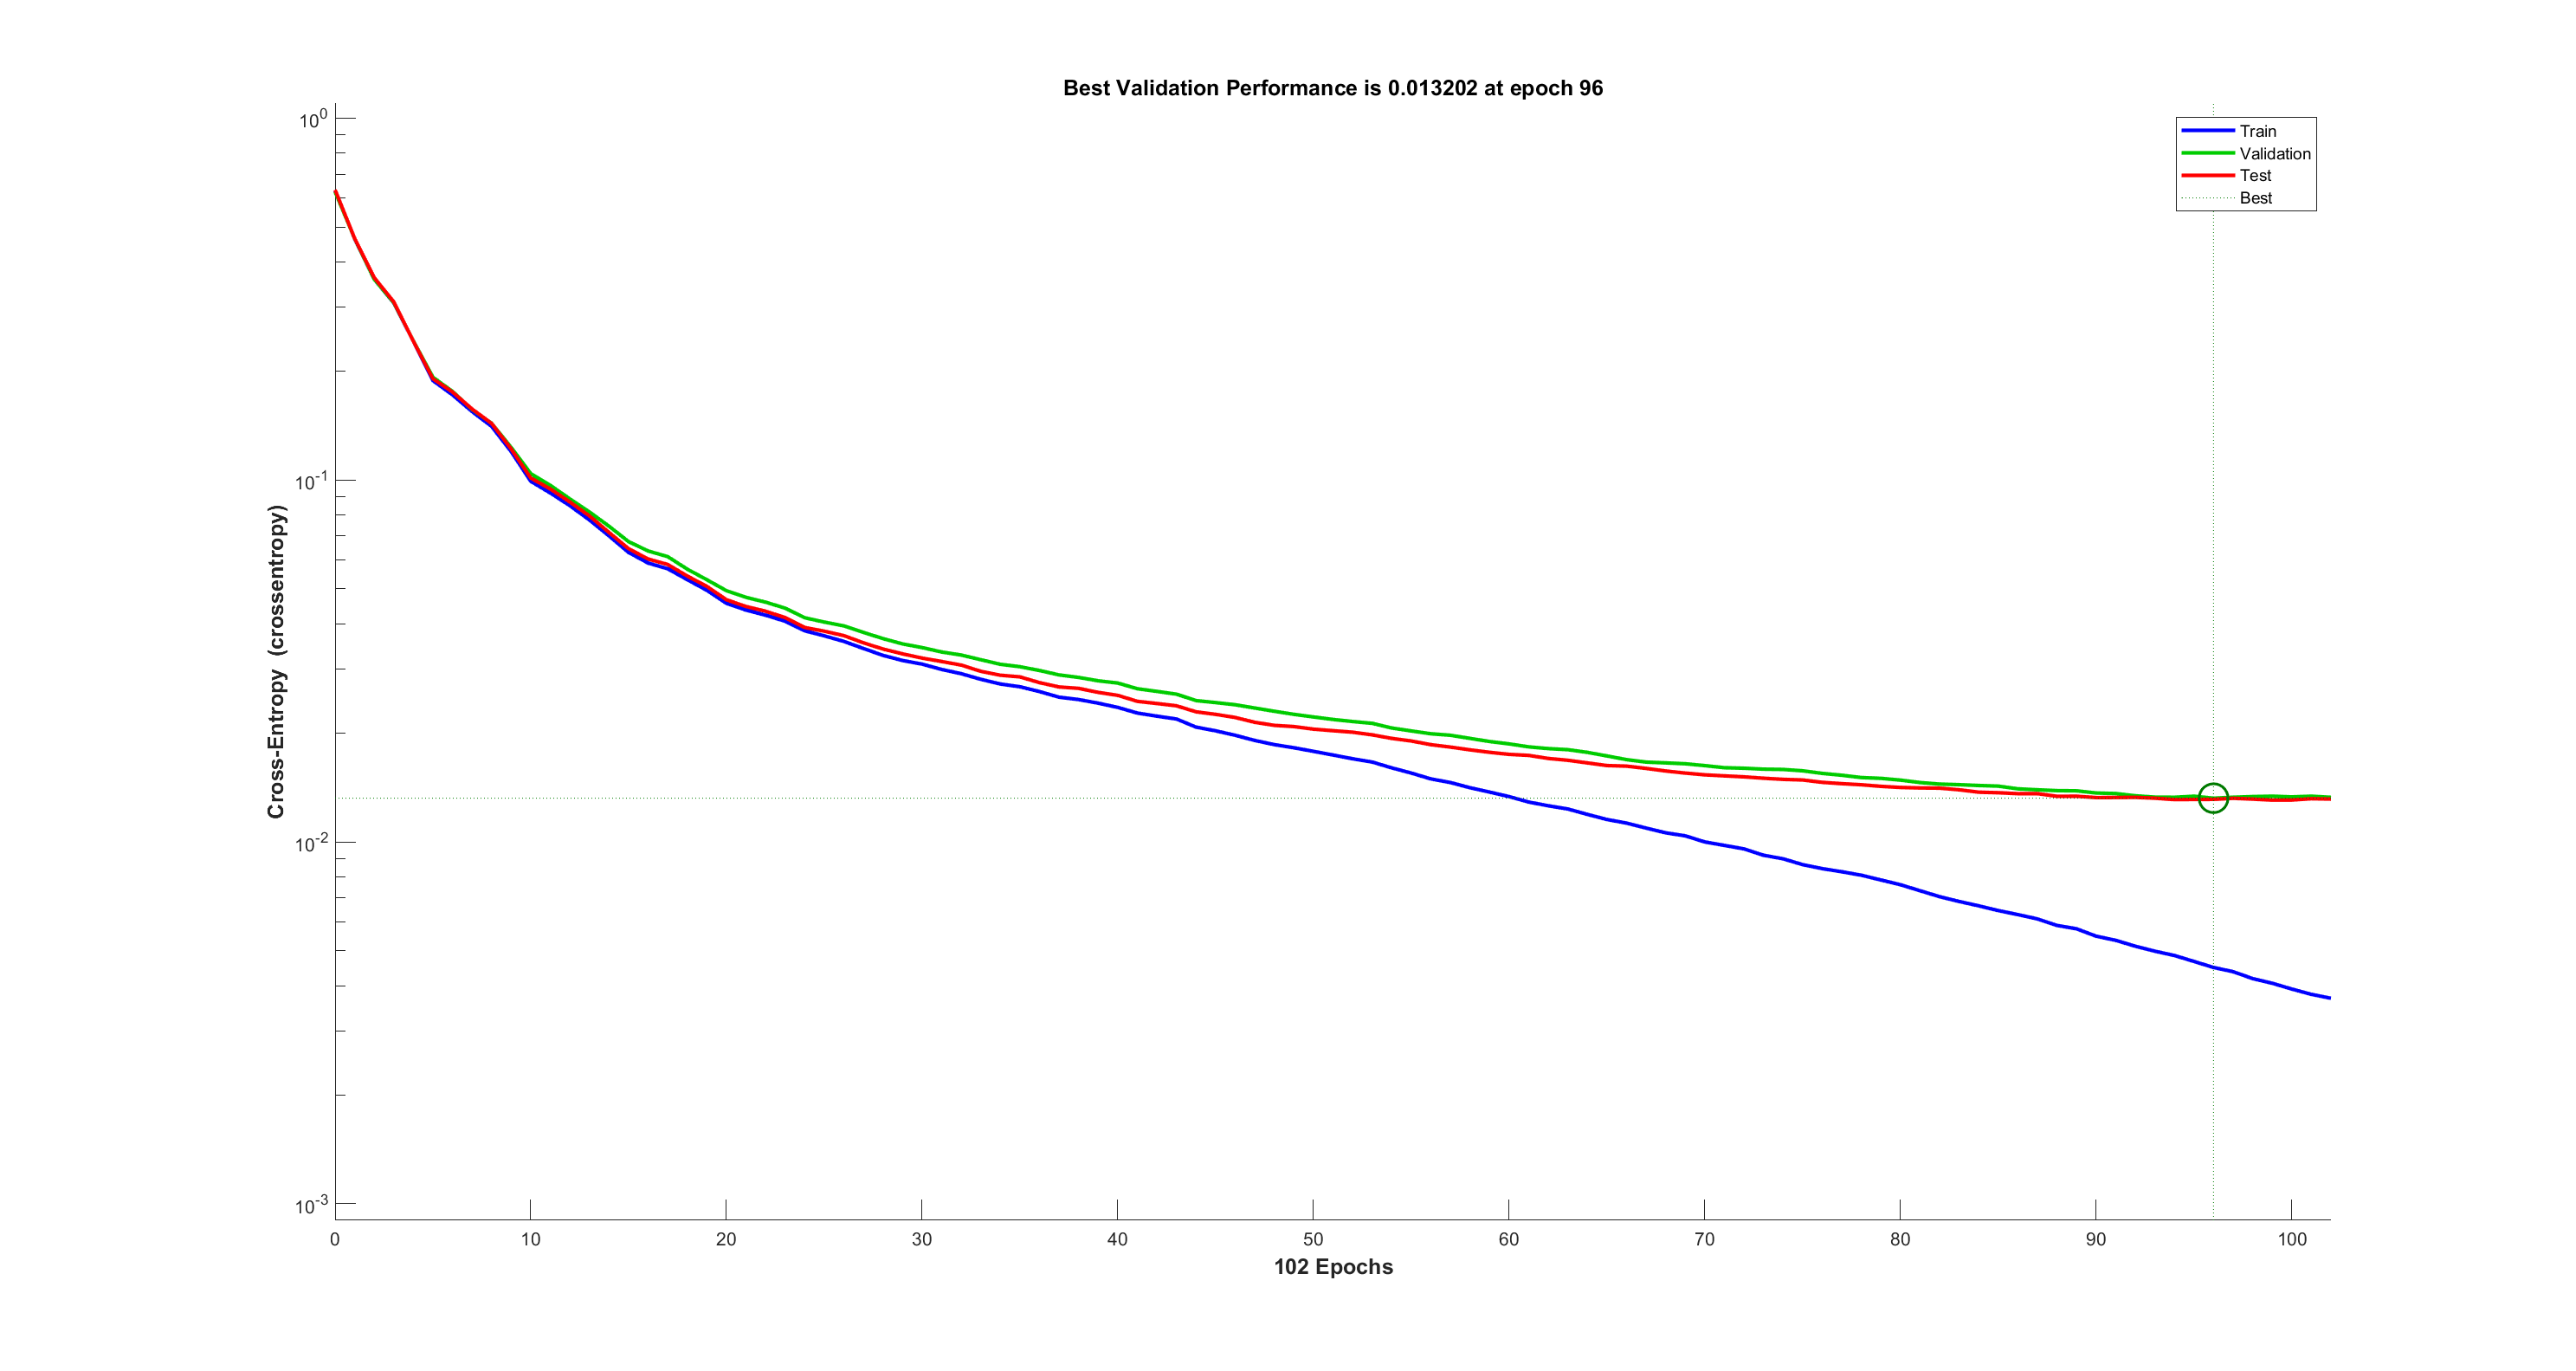 Best Validation Performance is 0.013202 at epoch 96
10^0
10^-1
10^-2
10^-3
Cross-Entropy (crossentropy)
Train
Validation
Test
Best
0 10 20 30 40 50 60 70 80 90 100
102 Epochs